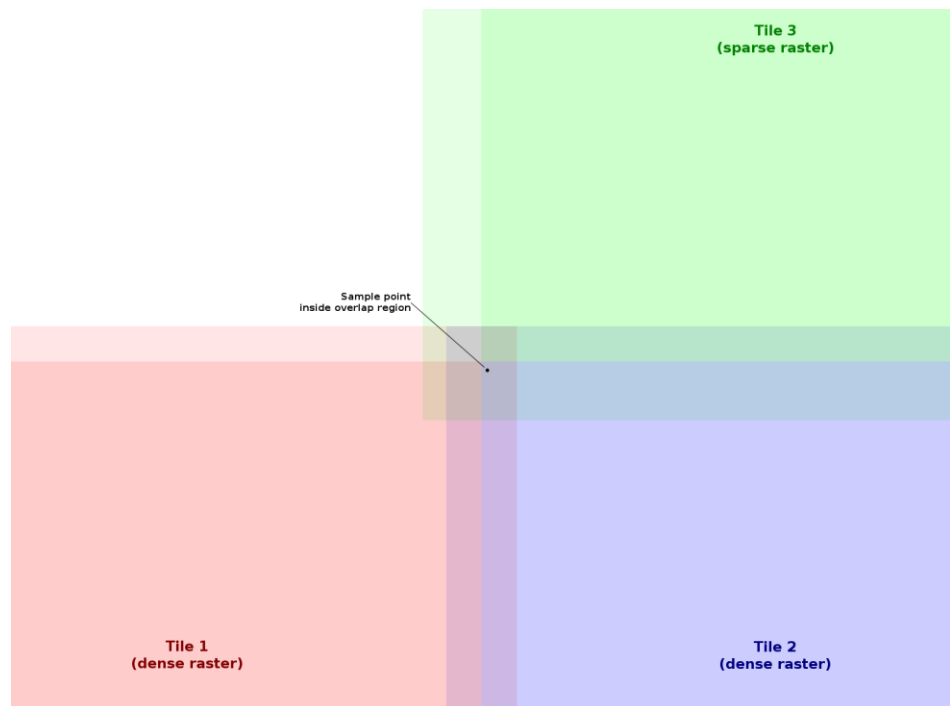 Tile 3
(sparse raster)
Sample point
inside overlap region
Tile 1
(dense raster)
Tile 2
(dense raster)